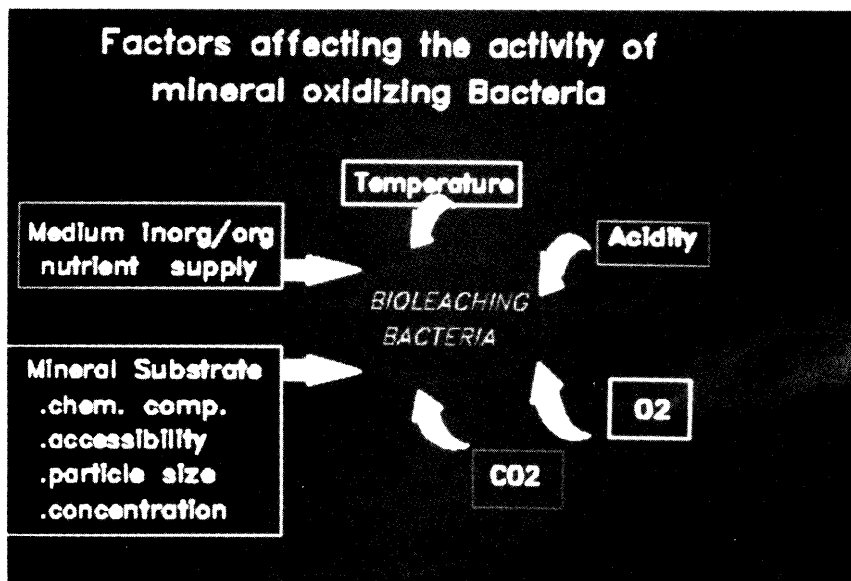 Factors affecting the activity of
mineral oxidizing Bacteria
Temperature
Medium inorg/org
nutrient supply
Acidity
BIOLEACHING
BACTERIA
Mineral Substrate
.chem. comp.
.accessibility
.particle size
.concentration
O2
CO2